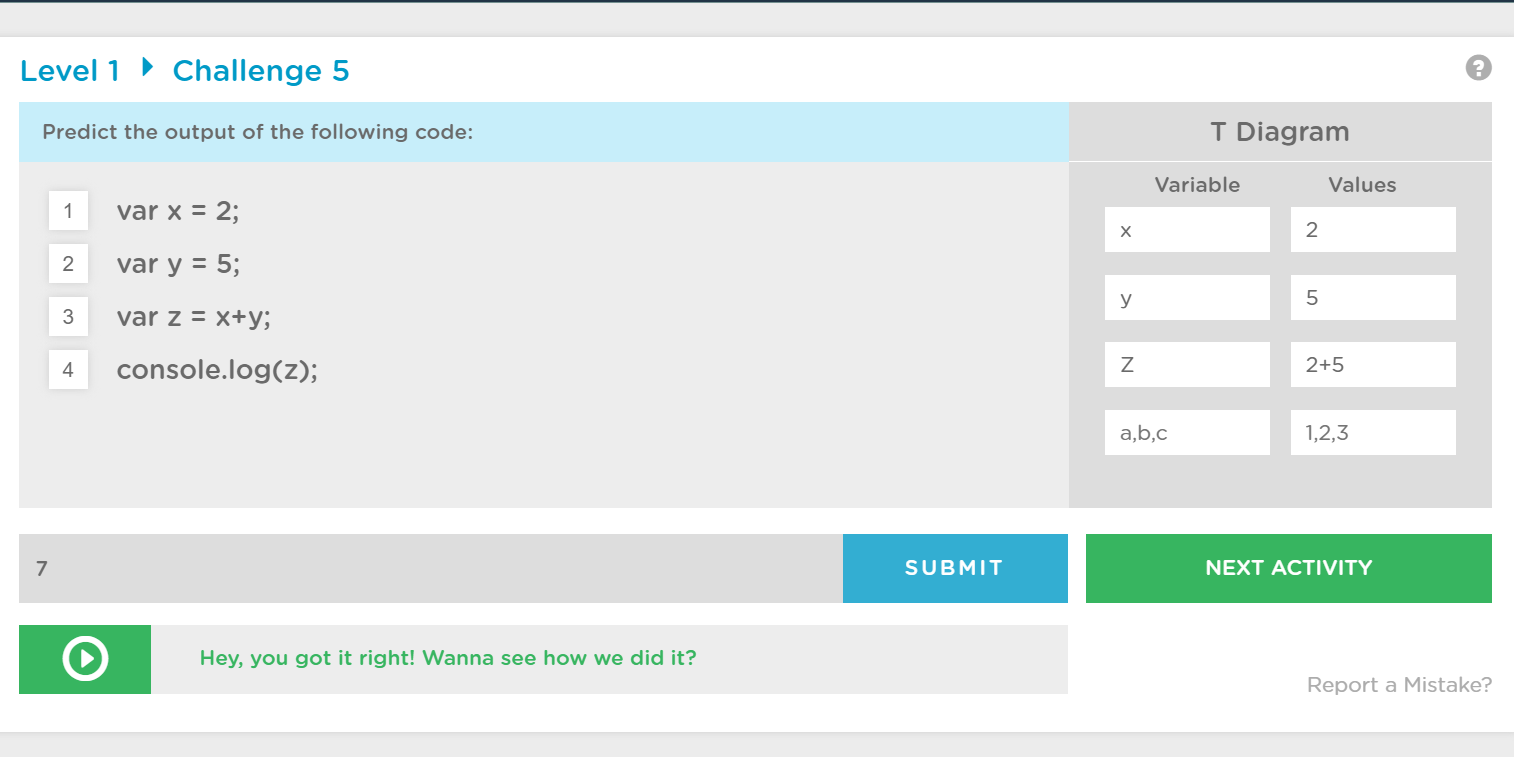 Level 1 Challenge 5
?
Predict the output of the following code:
T Diagram
1 var x = 2;
2 var y = 5;
3 var z = x+y;
4 console.log(z);
Variable Values
x 2
y 5
Z 2+5
a,b,c 1,2,3
7
SUBMIT
NEXT ACTIVITY
Hey, you got it right! Wanna see how we did it?
Report a Mistake?